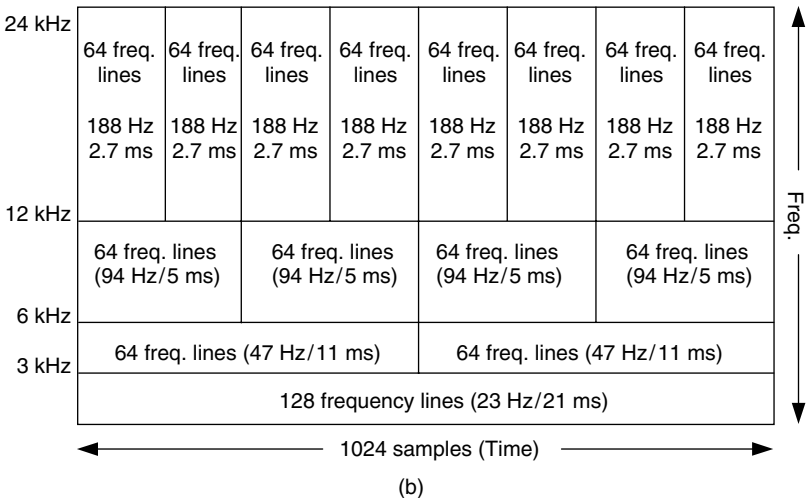 24 kHz
64 freq. 64 freq. 64 freq. 64 freq. 64 freq. 64 freq. 64 freq. 64 freq.
lines lines lines lines lines lines lines lines
188 Hz 188 Hz 188 Hz 188 Hz 188 Hz 188 Hz 188 Hz 188 Hz
2.7 ms 2.7 ms 2.7 ms 2.7 ms 2.7 ms 2.7 ms 2.7 ms 2.7 ms
Freq.
12 kHz
64 freq. lines 64 freq. lines 64 freq. lines 64 freq. lines
(94 Hz/5 ms) (94 Hz/5 ms) (94 Hz/5 ms) (94 Hz/5 ms)
6 kHz
64 freq. lines (47 Hz/11 ms) 64 freq. lines (47 Hz/11 ms)
3 kHz
128 frequency lines (23 Hz/21 ms)
1024 samples (Time)
(b)